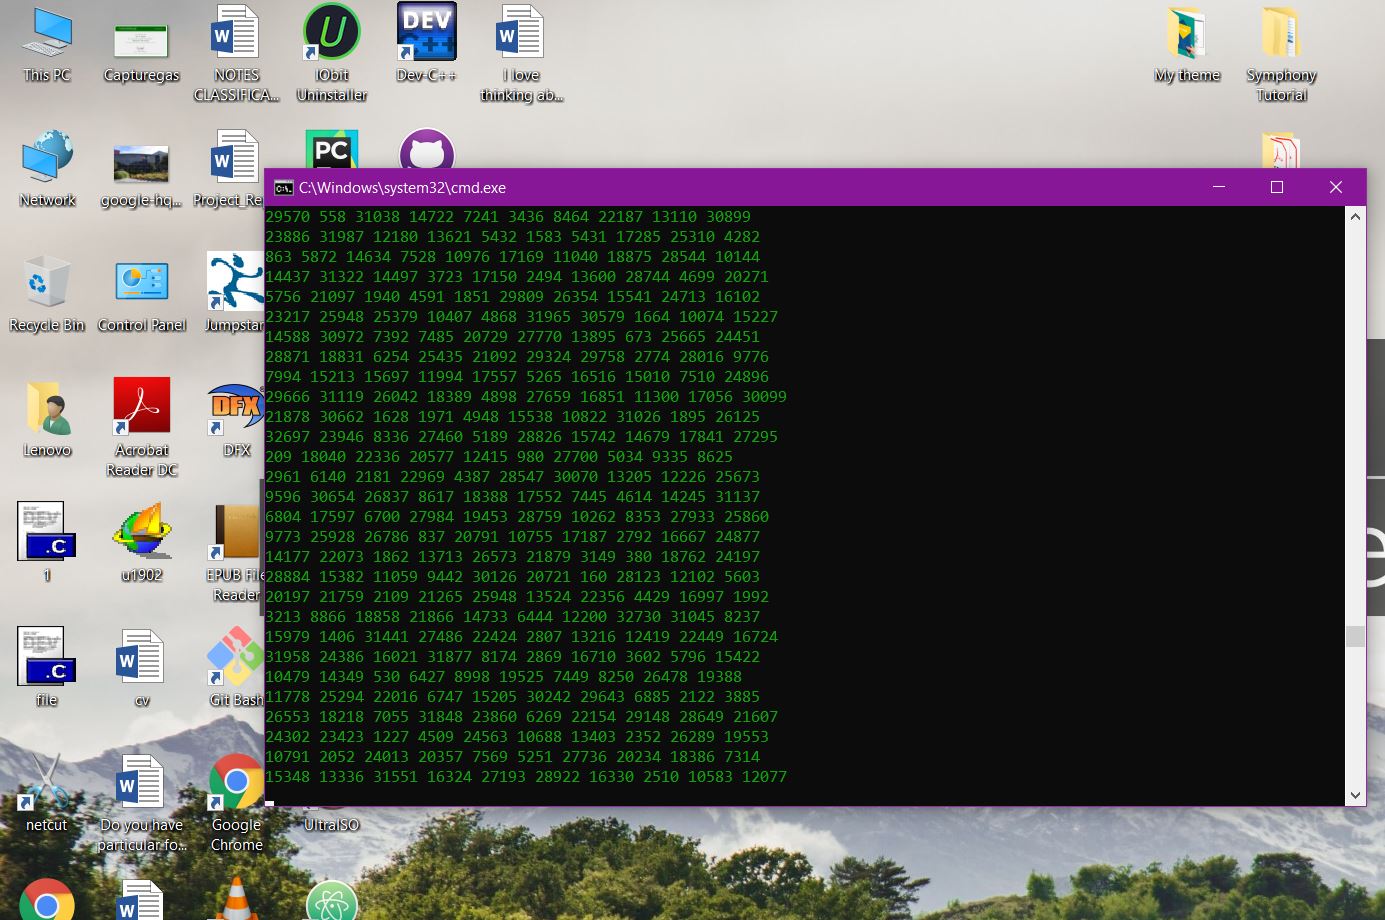 This PC
Capturegas
NOTES
CLASSIFICA...
IObit
Uninstaller
DEV
C++
Dev-C++
I love
thinking ab...
My theme
Symphony
Tutorial
Network
google-hq...
Project_Re
PC
C:\Windows\system32\cmd.exe
29570 558 31038 14722 7241 3436 8464 22187 13110 30899
23886 31987 12180 13621 5432 1583 5431 17285 25310 4282
863 5872 14634 7528 10976 17169 11040 18875 28544 10144
14437 31322 14497 3723 17150 2494 13600 28744 4699 20271
5756 21097 1940 4591 1851 29809 26354 15541 24713 16102
23217 25948 25379 10407 4868 31965 30579 1664 10074 15227
14588 30972 7392 7485 20729 27770 13895 673 25665 24451
28871 18831 6254 25435 21092 29324 29758 2774 28016 9776
7994 15213 15697 11994 17557 5265 16516 15010 7510 24896
29666 31119 26042 18389 4898 27659 16851 11300 17056 30099
21878 30662 1628 1971 4948 15538 10822 31026 1895 26125
32697 23946 8336 27460 5189 28826 15742 14679 17841 27295
209 18040 22336 20577 12415 980 27700 5034 9335 8625
2961 6140 2181 22969 4387 28547 30070 13205 12226 25673
9596 30654 26837 8617 18388 17552 7445 4614 14245 31137
6804 17597 6700 27984 19453 28759 10262 8353 27933 25860
9773 25928 26786 837 20791 10755 17187 2792 16667 24877
14177 22073 1862 13713 26573 21879 3149 380 18762 24197
28884 15382 11059 9442 30126 20721 160 28123 12102 5603
20197 21759 2109 21265 25948 13524 22356 4429 16997 1992
3213 8866 18858 21866 14733 6444 12200 32730 31045 8237
15979 1406 31441 27486 22424 2807 13216 12419 22449 16724
31958 24386 16021 31877 8174 2869 16710 3602 5796 15422
10479 14349 530 6427 8998 19525 7449 8250 26478 19388
11778 25294 22016 6747 15205 30242 29643 6885 2122 3885
26553 18218 7055 31848 23860 6269 22154 29148 28649 21607
24302 23423 1227 4509 24563 10688 13403 2352 26289 19553
10791 2052 24013 20357 7569 5251 27736 20234 18386 7314
15348 13336 31551 16324 27193 28922 16330 2510 10583 12077
Recycle Bin
Control Panel
Jumpstar
Lenovo
Acrobat
Reader DC
DFX
DFX
.C
1
u1902
EPUB File
Reader
.C
file
cv
Git Bash
netcut
Do you have
particular fo...
Google
Chrome
UltraISO